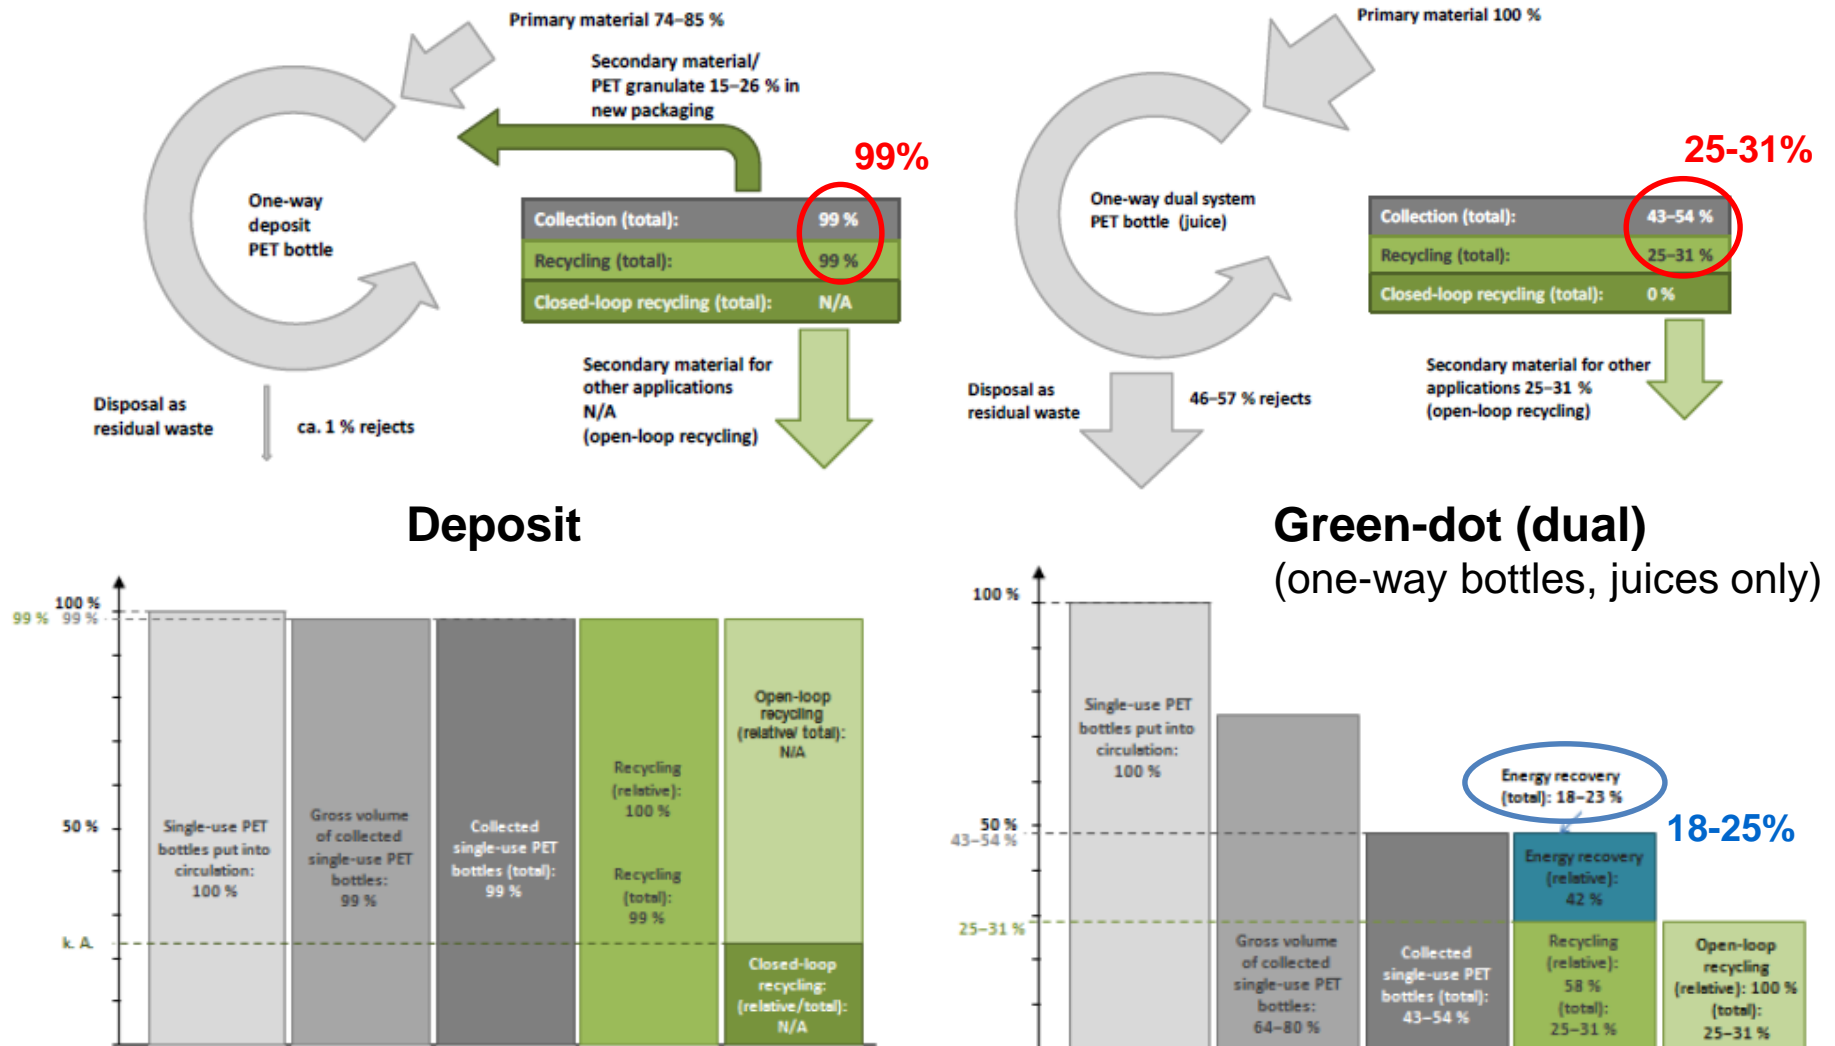 Primary material 74–85 %
Secondary material/
PET granulate 15–26 % in
new packaging
99%
One-way
deposit
PET bottle
Collection (total): 99 %
Recycling (total): 99 %
Closed-loop recycling (total): N/A
Secondary material for
other applications
N/A
(open-loop recycling)
Disposal as
residual waste
ca. 1 % rejects
Primary material 100 %
25-31%
One-way dual system
PET bottle (juice)
Collection (total): 43–54 %
Recycling (total): 25–31 %
Closed-loop recycling (total): 0 %
Secondary material for other
applications 25–31 %
(open-loop recycling)
Disposal as
residual waste
46–57 % rejects
Deposit
Green-dot (dual)
(one-way bottles, juices only)
100 %
99 % 99 %
50 %
k. A.
Single-use PET
bottles put into
circulation:
100 %
Gross volume
of collected
single-use PET
bottles:
99 %
Collected
single-use PET
bottles (total):
99 %
Recycling
(relative):
100 %
Recycling
(total):
99 %
Open-loop
recycling
(relative/ total):
N/A
Closed-loop
recycling:
(relative/total):
N/A
100 %
50 %
43–54 %
25–31 %
Single-use PET
bottles put into
circulation:
100 %
Gross volume
of collected
single-use PET
bottles:
64–80 %
Collected
single-use PET
bottles (total):
43–54 %
Energy recovery
(total): 18–23 %
18-25%
Energy recovery
(relative):
42 %
Recycling
(relative):
58 %
(total):
25–31 %
Open-loop
recycling
(relative): 100 %
(total):
25–31 %